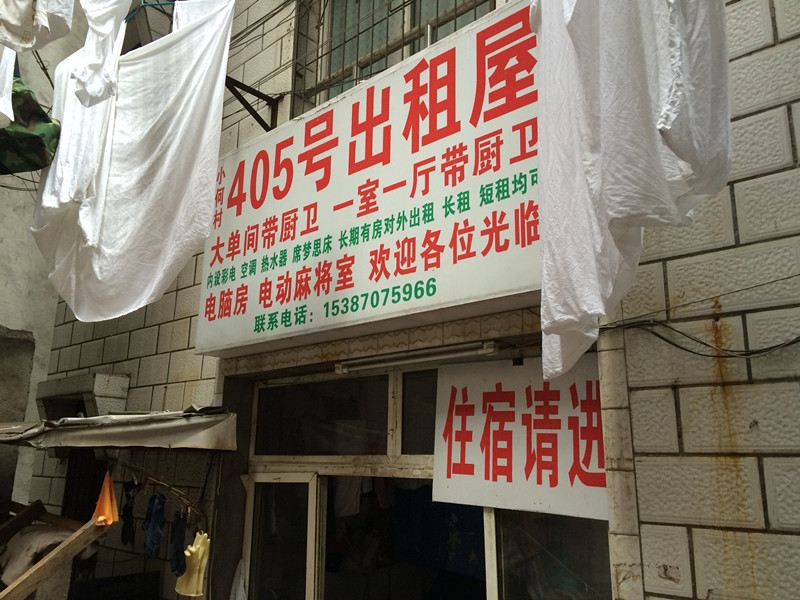 小何村
405号出租屋
大单间带厨卫 一室一厅带厨卫
内设彩电 空调 热水器 席梦思床 长期有房对外出租 长租 短租均可
电脑房 电动麻将室 欢迎各位光临
联系电话：15387075966
住宿请进